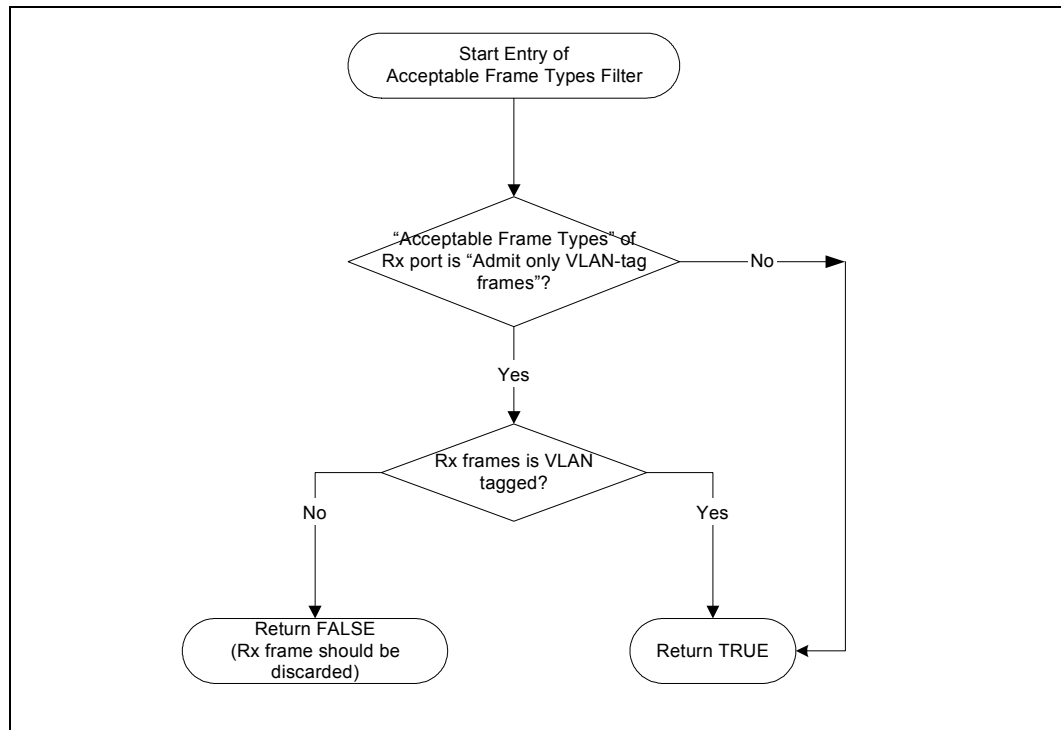 Start Entry of
Acceptable Frame Types Filter
“Acceptable Frame Types” of
Rx port is “Admit only VLAN-tag
frames”?
No
Yes
Rx frames is VLAN
tagged?
No
Yes
Return FALSE
(Rx frame should be
discarded)
Return TRUE